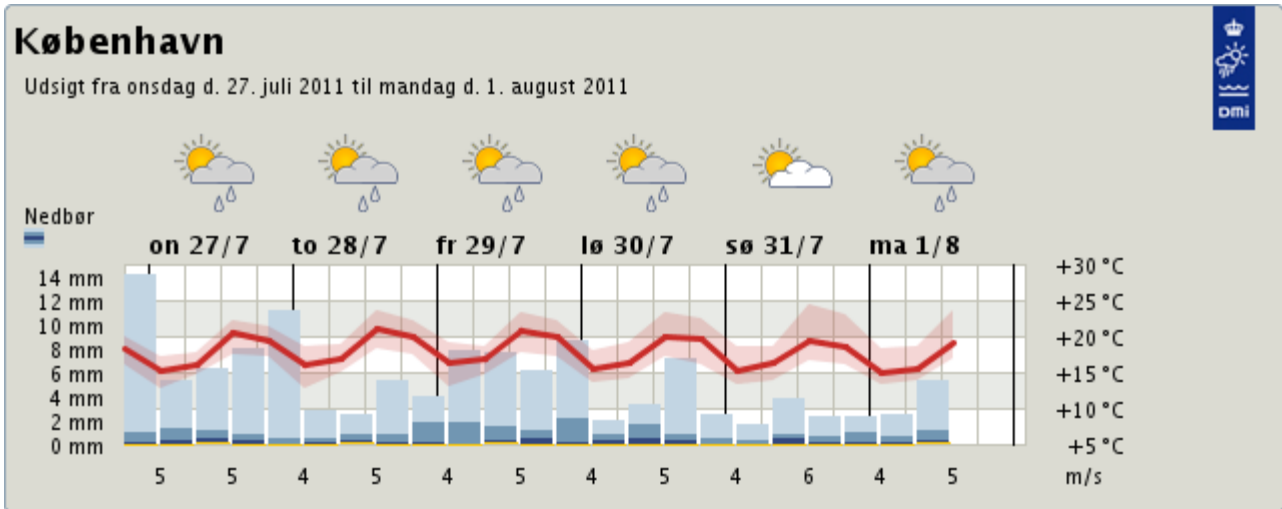 København
Udsigt fra onsdag d. 27. juli 2011 til mandag d. 1. august 2011
DMI
Nedbør
on 27/7 to 28/7 fr 29/7 lø 30/7 sø 31/7 ma 1/8
14 mm +30 °C
12 mm +25 °C
10 mm +20 °C
8 mm
6 mm +15 °C
4 mm +10 °C
2 mm
0 mm +5 °C
5 5 4 5 4 5 4 5 4 6 4 5 m/s